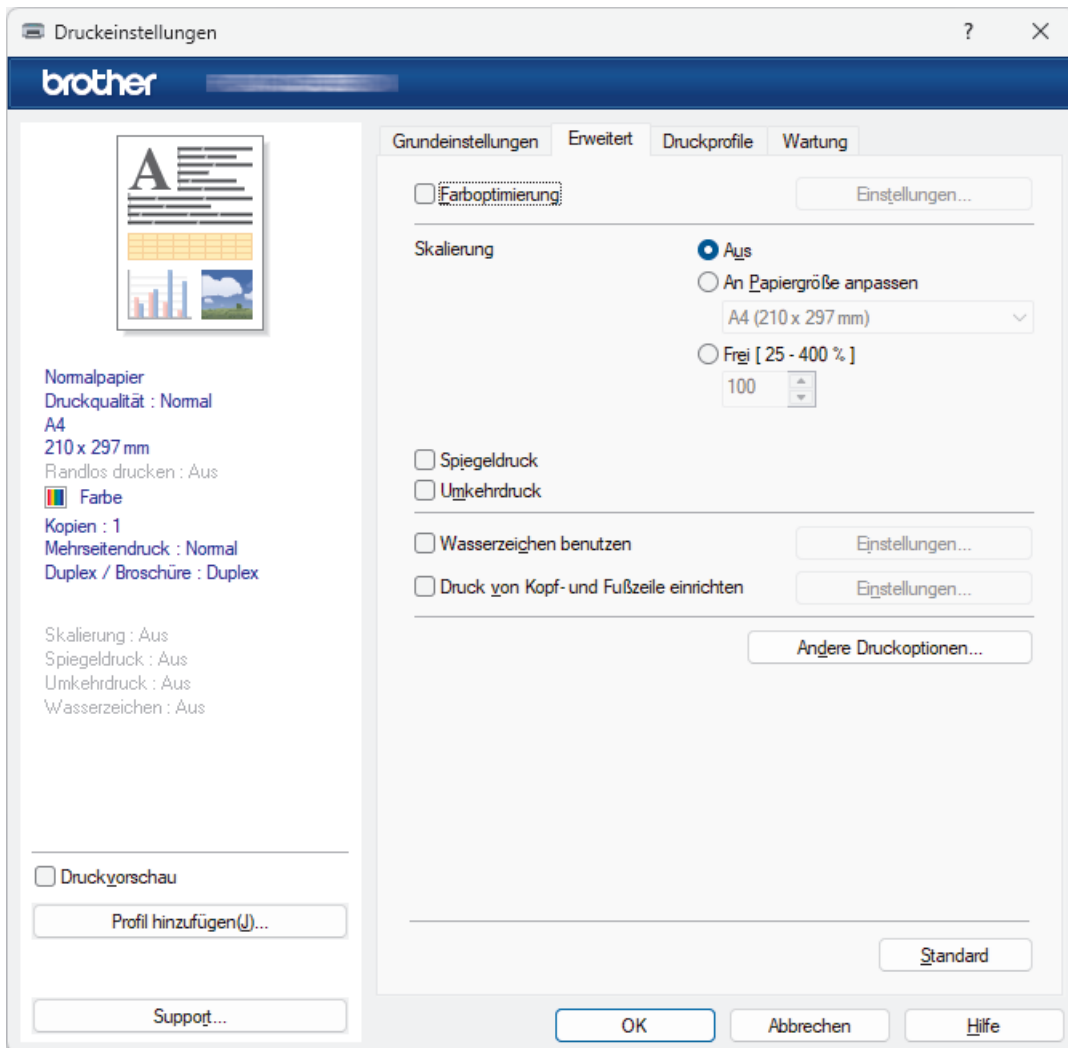 Druckeinstellungen
brother
A
Normalpapier
Druckqualität : Normal
A4
210 x 297 mm
Randlos drucken : Aus
Farbe
Kopien : 1
Mehrseitendruck : Normal
Duplex / Broschüre : Duplex
Skalierung : Aus
Spiegeldruck : Aus
Umkehrdruck : Aus
Wasserzeichen : Aus
Druckvorschau
Profil hinzufügen(J)...
Support...
Grundeinstellungen Erweitert Druckprofile Wartung
Farboptimierung Einstellungen...
Skalierung Aus
An Papiergröße anpassen
A4 (210 x 297 mm)
Frei [ 25 - 400 % ]
100
Spiegeldruck
Umkehrdruck
Wasserzeichen benutzen Einstellungen...
Druck von Kopf- und Fußzeile einrichten Einstellungen...
Andere Druckoptionen...
Standard
OK Abbrechen Hilfe